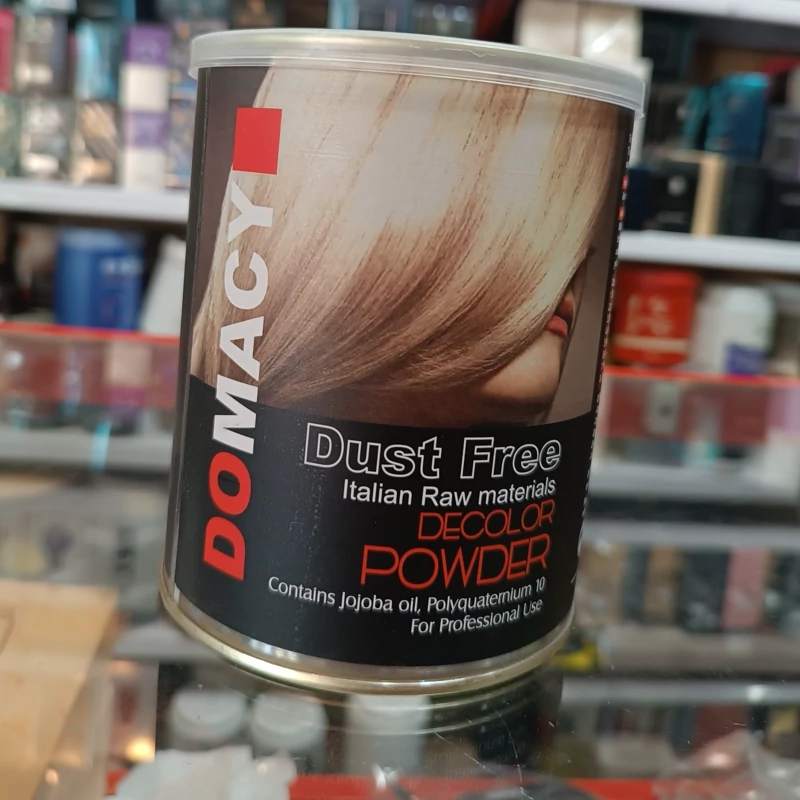 DOMACY
Dust Free
Italian Raw materials
DECOLOR
POWDER
Contains Jojoba oil, Polyquaternium 10
For Professional Use